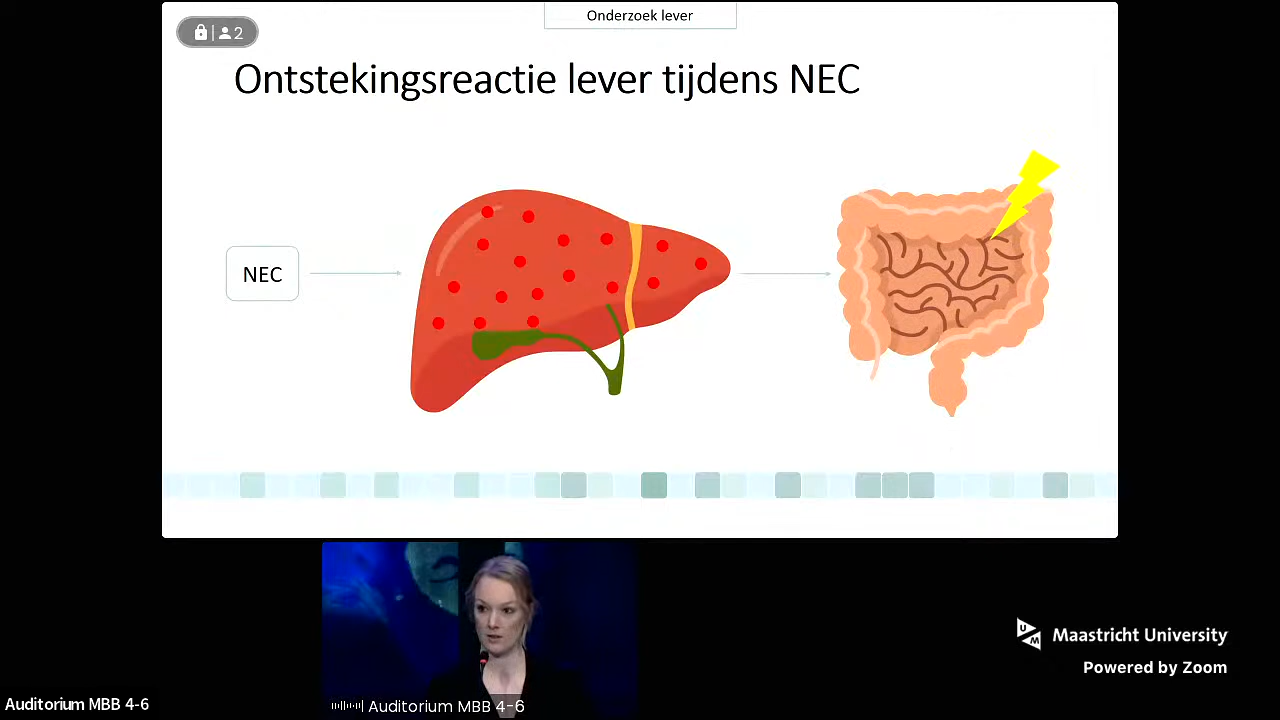 Onderzoek lever
2
Ontstekingsreactie lever tijdens NEC
NEC
U
M
Maastricht University
Powered by Zoom
Auditorium MBB 4-6
Auditorium MBB 4-6